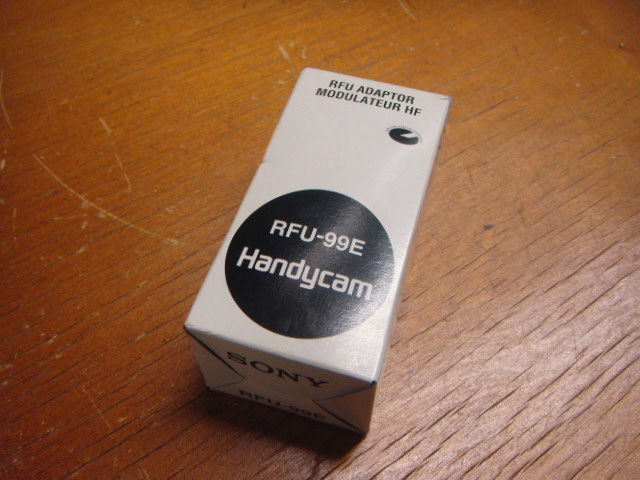 RFU ADAPTOR
MODULATEUR HF
RFU-99E
Handycam
SONY
RFU-99E